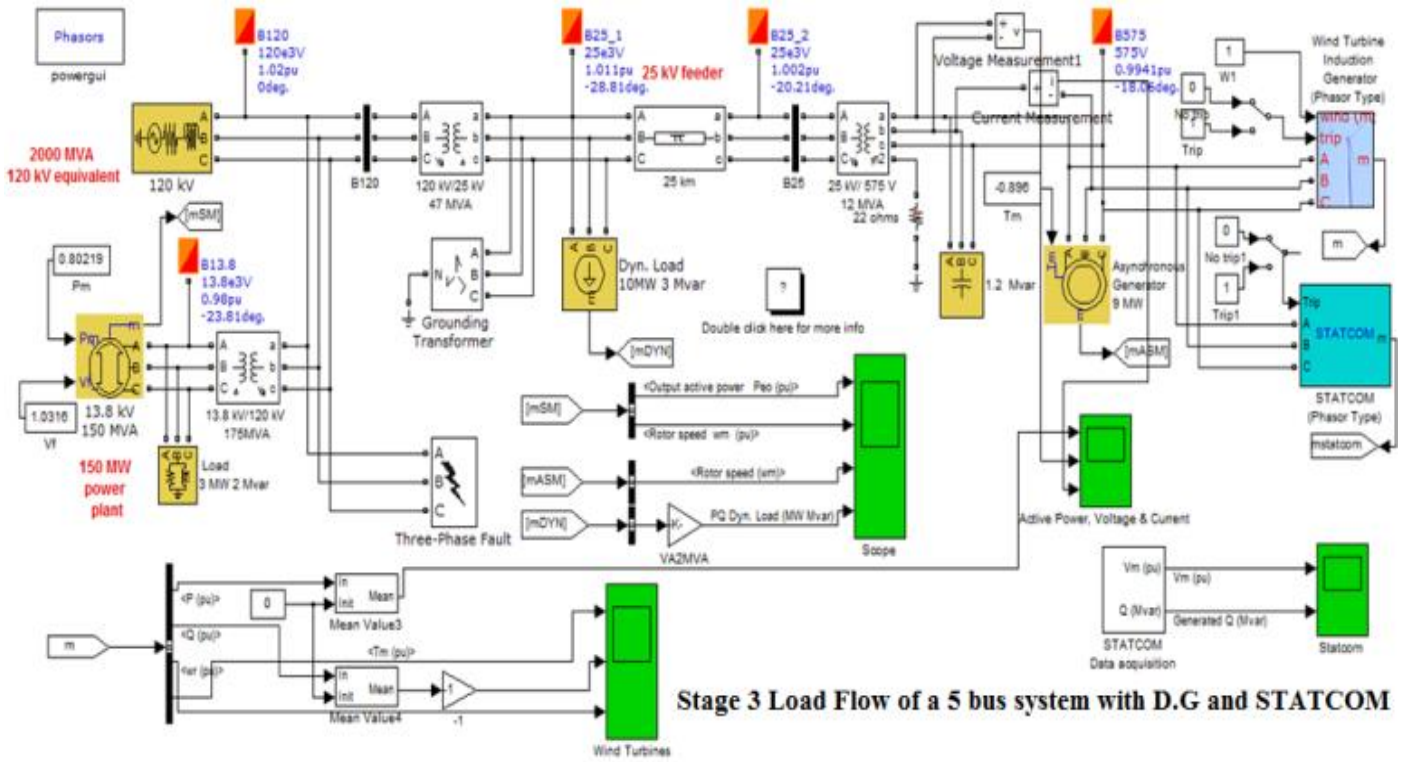 Phasors
powergui
B120
120e3V
1.02pu
0deg.
B25_1
25e3V
1.011pu
-28.81deg.
25 kV feeder
B25_2
25e3V
1.002pu
-20.21deg.
Voltage Measurement1
Current Measurement
B575
575V
0.9941pu
-18.06deg.
1
W1
0
No trip
1
Trip
Wind Turbine
Induction
Generator
(Phasor Type)
wind (m
trip
A
B
C
m
m
2000 MVA
120 kV equivalent
120 kV
A
B
C
B120
A
B
C
a
b
c
120 kV/25 kV
47 MVA
A
B
C
a
b
c
25 km
B25
A
B
C
a
b
c
n2
25 kV/ 575 V
12 MVA
22 ohms
+
-
v
+
-
i
-0.896
Tm
[mSM]
0.80219
Pm
B13.8
13.8e3V
0.98pu
-23.81deg.
Pm
Vf
m
A
B
C
13.8 kV
150 MVA
1.0316
Vf
A
B
C
a
b
c
13.8 kV/120 kV
175MVA
150 MW
power
plant
A
B
C
Load
3 MW 2 Mvar
N
A
B
C
Grounding
Transformer
A
B
C
Three-Phase Fault
A
B
C
m
Dyn. Load
10MW 3 Mvar
[mDYN]
?
Double click here for more info
A
B
C
1.2 Mvar
Tm
A
B
C
m
Asynchronous
Generator
9 MW
[mASM]
0
No trip1
1
Trip1
Trip
A
B
C
STATCOM
m
STATCOM
(Phasor Type)
mstatcom
[mSM]
<Output active power Peo (pu)>
<Rotor speed wm (pu)>
[mASM]
<Rotor speed (wm)>
[mDYN]
K-
VA2MVA
PQ Dyn. Load (MW Mvar)
Scope
Active Power, Voltage & Current
Vm (pu)
Q (Mvar)
Vm (pu)
Generated Q (Mvar)
STATCOM
Data acquisition
Statcom
m
<P (pu)>
<Q (pu)>
<wr (pu)>
<Tm (pu)>
0
In
Init
Mean
Mean Value3
In
Init
Mean
Mean Value4
-1
-1
Wind Turbines
Stage 3 Load Flow of a 5 bus system with D.G and STATCOM